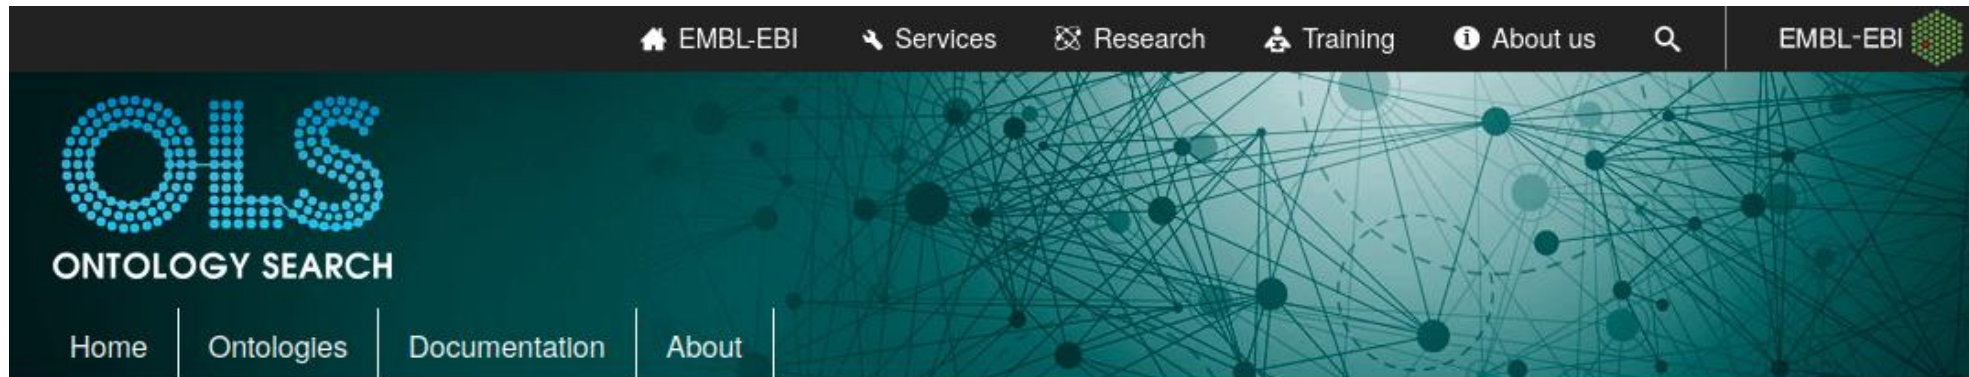 EMBL-EBI Services Research Training About us EMBL-EBI
OLS
ONTOLOGY SEARCH
Home Ontologies Documentation About